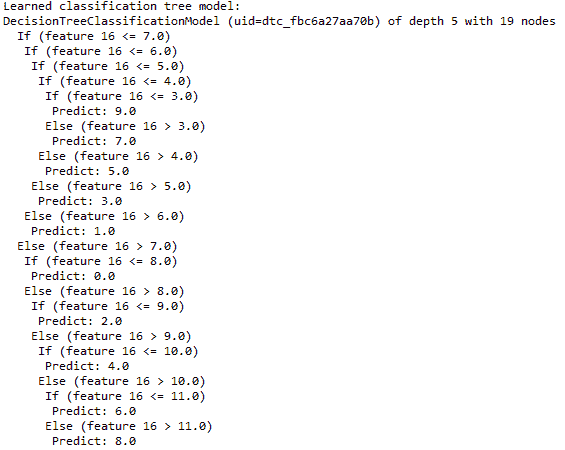 Learned classification tree model:
DecisionTreeClassificationModel (uid=dtc_fbc6a27aa70b) of depth 5 with 19 nodes
  If (feature 16 <= 7.0)
   If (feature 16 <= 6.0)
    If (feature 16 <= 5.0)
     If (feature 16 <= 4.0)
      If (feature 16 <= 3.0)
       Predict: 9.0
      Else (feature 16 > 3.0)
       Predict: 7.0
     Else (feature 16 > 4.0)
      Predict: 5.0
    Else (feature 16 > 5.0)
     Predict: 3.0
   Else (feature 16 > 6.0)
    Predict: 1.0
  Else (feature 16 > 7.0)
   If (feature 16 <= 8.0)
    Predict: 0.0
   Else (feature 16 > 8.0)
    If (feature 16 <= 9.0)
     Predict: 2.0
    Else (feature 16 > 9.0)
     If (feature 16 <= 10.0)
      Predict: 4.0
     Else (feature 16 > 10.0)
      If (feature 16 <= 11.0)
       Predict: 6.0
      Else (feature 16 > 11.0)
       Predict: 8.0